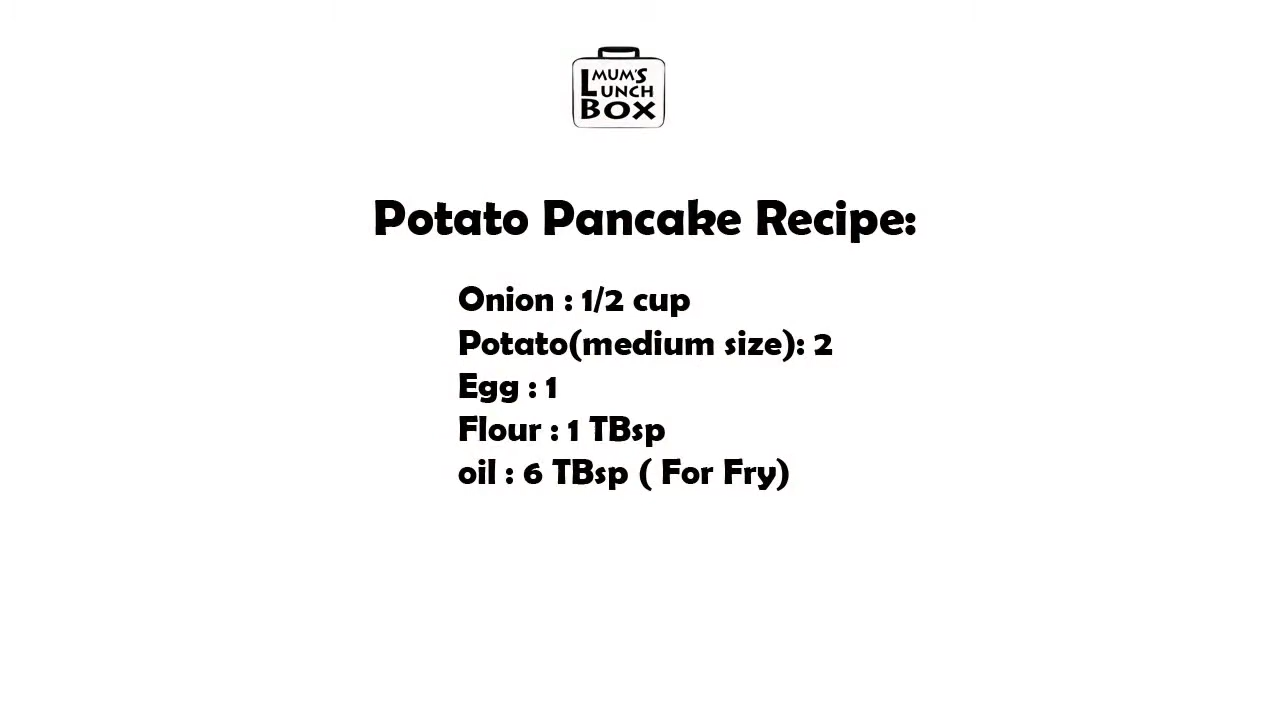 MUM'S
LUNCH
BOX
Potato Pancake Recipe:
Onion : 1/2 cup
Potato(medium size): 2
Egg : 1
Flour : 1 TBsp
oil : 6 TBsp ( For Fry)